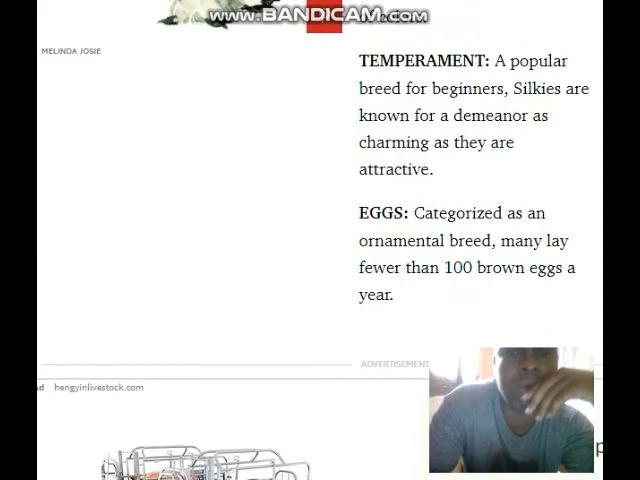 www.BANDICAM.com
MELINDA JOSIE
TEMPERAMENT: A popular
breed for beginners, Silkies are
known for a demeanor as
charming as they are
attractive.
EGGS: Categorized as an
ornamental breed, many lay
fewer than 100 brown eggs a
year.
ADVERTISEMENT
Ad hengyinlivestock.com